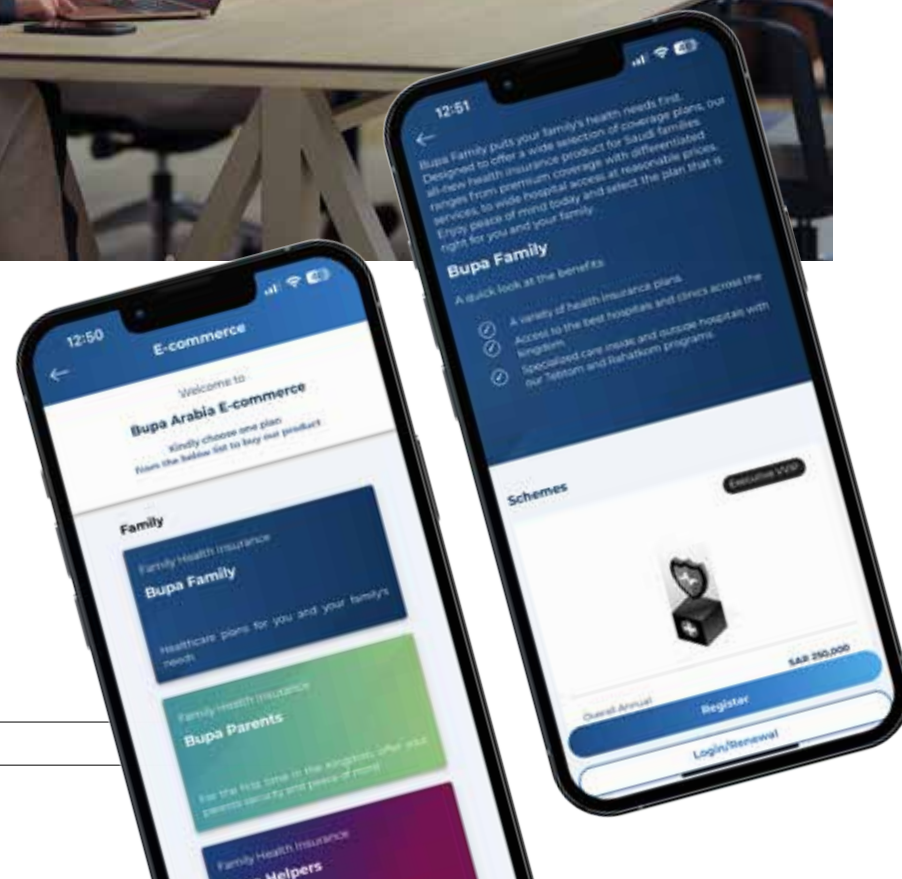 12:50
E-commerce
Welcome to
Bupa Arabia E-commerce
Kindly choose one plan
from the below list to buy our product
Family
Family Health Insurance
Bupa Family
Healthcare plans for you and your family's
needs
Family Health Insurance
Bupa Parents
For the first time in the kingdom, offer your
parents security and peace of mind
Family Health Insurance
Helpers
12:51
Bupa Family puts your family's health needs first.
Designed to offer a wide selection of coverage plans, our
all-new health insurance product for Saudi families
ranges from premium coverage with differentiated
services, to wide hospital access at reasonable prices.
Enjoy peace of mind today and select the plan that is
right for you and your family.
Bupa Family
A quick look at the benefits:
A variety of health insurance plans.
Access to the best hospitals and clinics across the
kingdom.
Specialized care inside and outside hospitals with
our Tebtom and Rahatkom programs.
Schemes
Executive VVIP
Overall Annual
SAR 250,000
Register
Login/Renewal